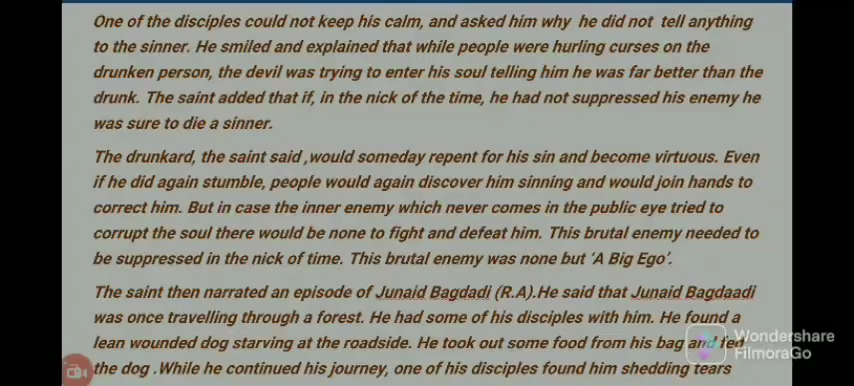 One of the disciples could not keep his calm, and asked him why he did not tell anything
to the sinner. He smiled and explained that while people were hurling curses on the
drunken person, the devil was trying to enter his soul telling him he was far better than the
drunk. The saint added that if, in the nick of the time, he had not suppressed his enemy he
was sure to die a sinner.
The drunkard, the saint said ,would someday repent for his sin and become virtuous. Even
if he did again stumble, people would again discover him sinning and would join hands to
correct him. But in case the inner enemy which never comes in the public eye tried to
corrupt the soul there would be none to fight and defeat him. This brutal enemy needed to
be suppressed in the nick of time. This brutal enemy was none but ‘A Big Ego’.
The saint then narrated an episode of Junaid Bagdadi (R.A).He said that Junaid Bagdaadi
was once travelling through a forest. He had some of his disciples with him. He found a
lean wounded dog starving at the roadside. He took out some food from his bag and fed
the dog .While he continued his journey, one of his disciples found him shedding tears
Wondershare
FilmoraGo